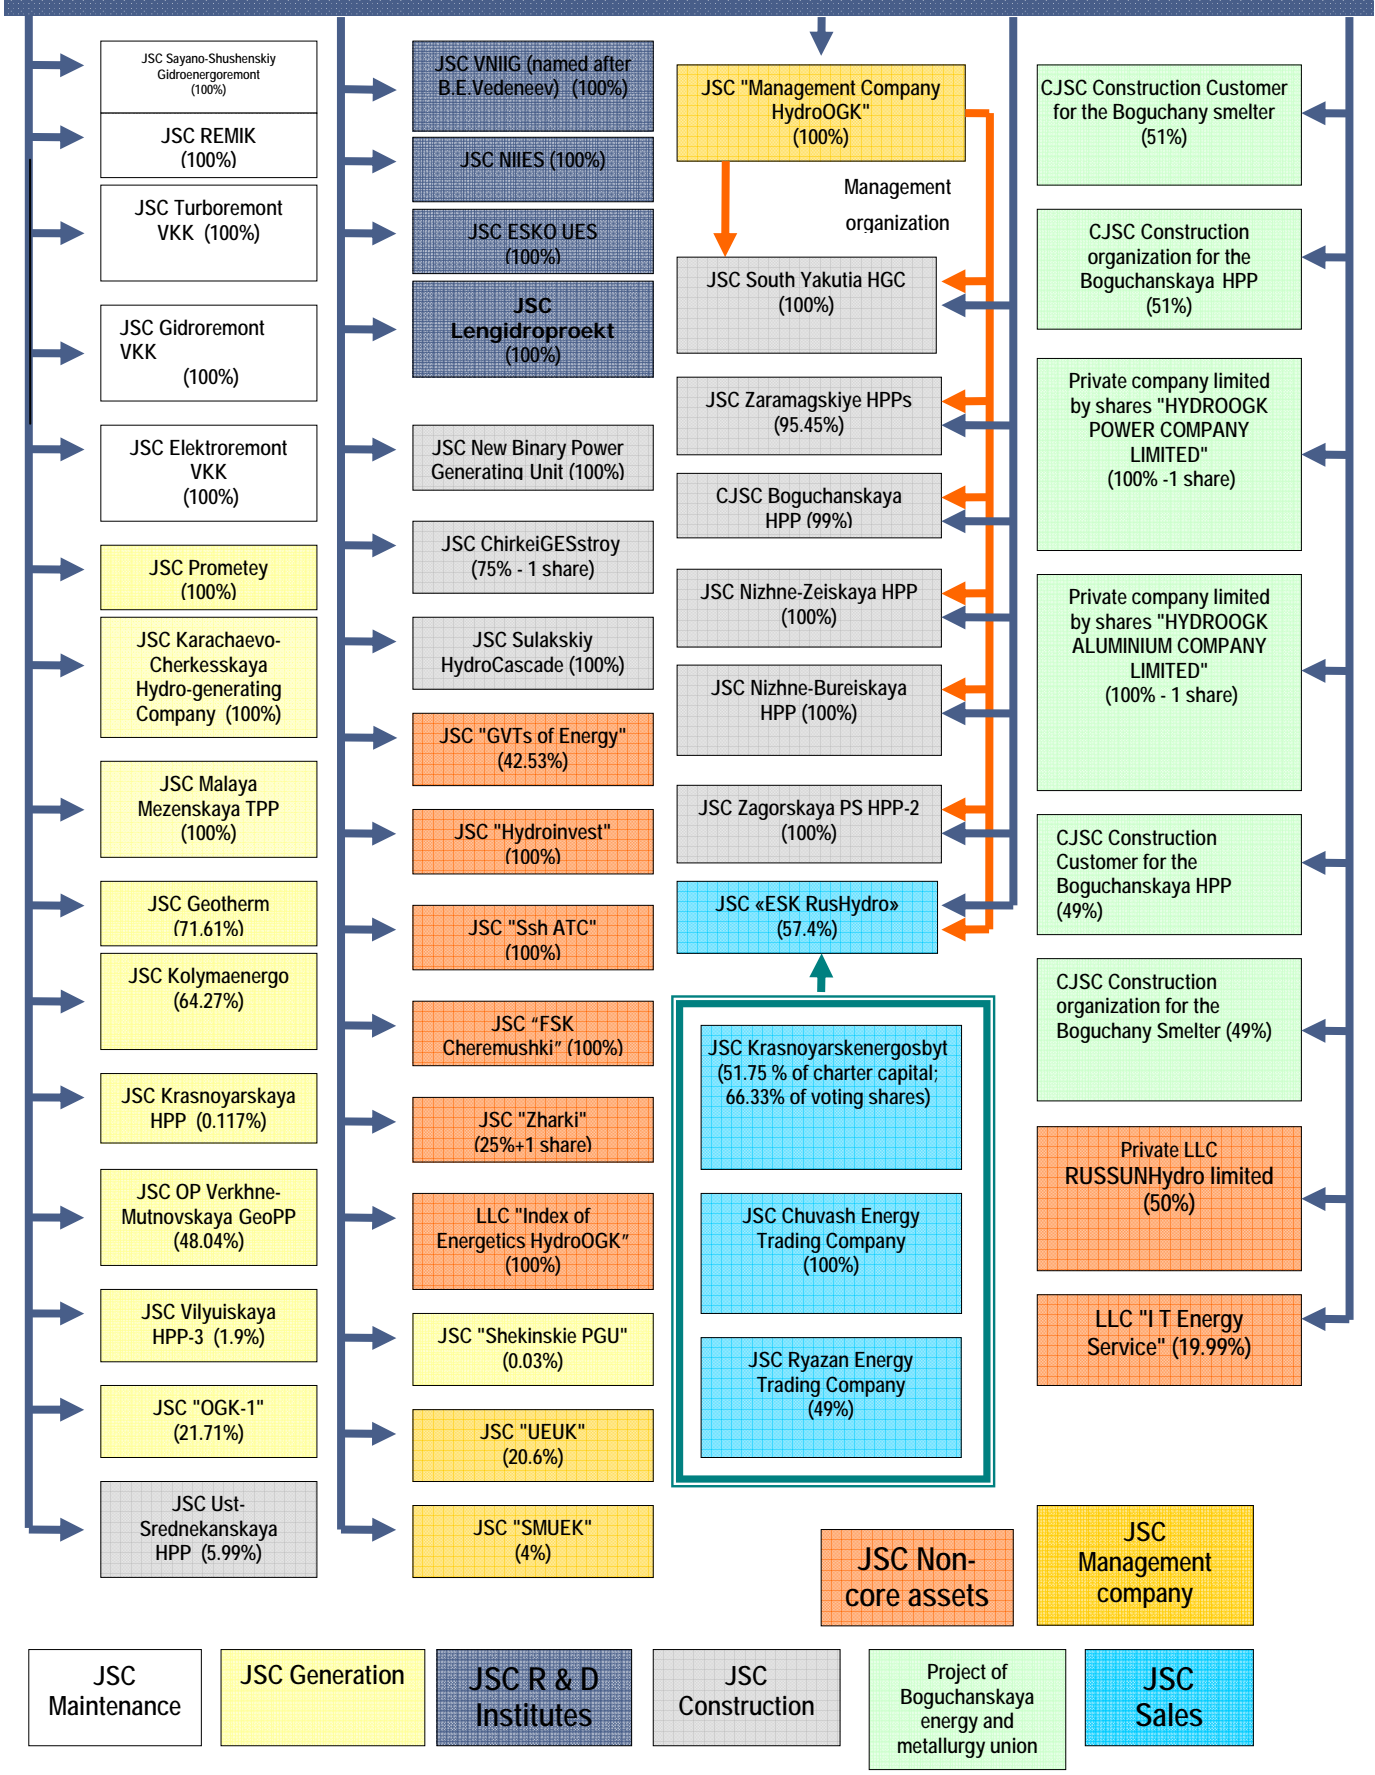 JSC Sayano-Shushenskiy
Gidroenergoremont
(100%)
JSC REMIK
(100%)
JSC Turboremont
VKK (100%)
JSC Gidroremont
VKK
(100%)
JSC Elektroremont
VKK
(100%)
JSC Prometey
(100%)
JSC Karachaevo-
Cherkesskaya
Hydro-generating
Company (100%)
JSC Malaya
Mezenskaya TPP
(100%)
JSC Geotherm
(71.61%)
JSC Kolymaenergo
(64.27%)
JSC Krasnoyarskaya
HPP (0.117%)
JSC OP Verkhne-
Mutnovskaya GeoPP
(48.04%)
JSC Vilyuiskaya
HPP-3 (1.9%)
JSC "OGK-1"
(21.71%)
JSC Ust-
Srednekanskaya
HPP (5.99%)
JSC VNIIG (named after
B.E.Vedeneev) (100%)
JSC NIIES (100%)
JSC ESKO UES
(100%)
JSC
Lengidroproekt
(100%)
JSC New Binary Power
Generating Unit (100%)
JSC ChirkeiGESstroy
(75% - 1 share)
JSC Sulakskiy
HydroCascade (100%)
JSC "GVTs of Energy"
(42.53%)
JSC "Hydroinvest"
(100%)
JSC "Ssh ATC"
(100%)
JSC “FSK
Cheremushki” (100%)
JSC "Zharki"
(25%+1 share)
LLC "Index of
Energetics HydroOGK”
(100%)
JSC "Shekinskie PGU"
(0.03%)
JSC "UEUK"
(20.6%)
JSC "SMUEK"
(4%)
JSC "Management Company
HydroOGK"
(100%)
Management
organization
JSC South Yakutia HGC
(100%)
JSC Zaramagskiye HPPs
(95.45%)
CJSC Boguchanskaya
HPP (99%)
JSC Nizhne-Zeiskaya HPP
(100%)
JSC Nizhne-Bureiskaya
HPP (100%)
JSC Zagorskaya PS HPP-2
(100%)
JSC «ESK RusHydro»
(57.4%)
JSC Krasnoyarskenergosbyt
(51.75 % of charter capital;
66.33% of voting shares)
JSC Chuvash Energy
Trading Company
(100%)
JSC Ryazan Energy
Trading Company
(49%)
CJSC Construction Customer
for the Boguchany smelter
(51%)
CJSC Construction
organization for the
Boguchanskaya HPP
(51%)
Private company limited
by shares "HYDROOGK
POWER COMPANY
LIMITED"
(100% -1 share)
Private company limited
by shares "HYDROOGK
ALUMINIUM COMPANY
LIMITED"
(100% - 1 share)
CJSC Construction
Customer for the
Boguchanskaya HPP
(49%)
CJSC Construction
organization for the
Boguchany Smelter (49%)
Private LLC
RUSSUNHydro limited
(50%)
LLC "I T Energy
Service" (19.99%)
JSC Non-
core assets
JSC
Management
company
JSC
Maintenance
JSC Generation
JSC R & D
Institutes
JSC
Construction
Project of
Boguchanskaya
energy and
metallurgy union
JSC
Sales